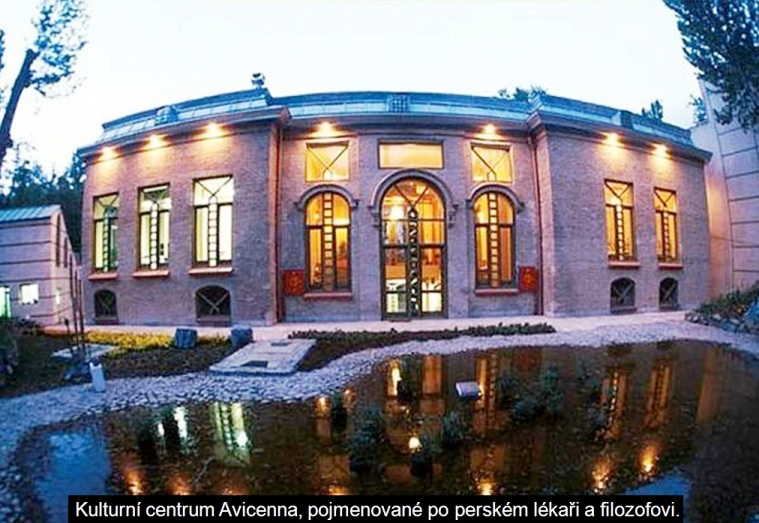 Kulturní centrum Avicenna, pojmenované po perském lékaři a filozofovi.